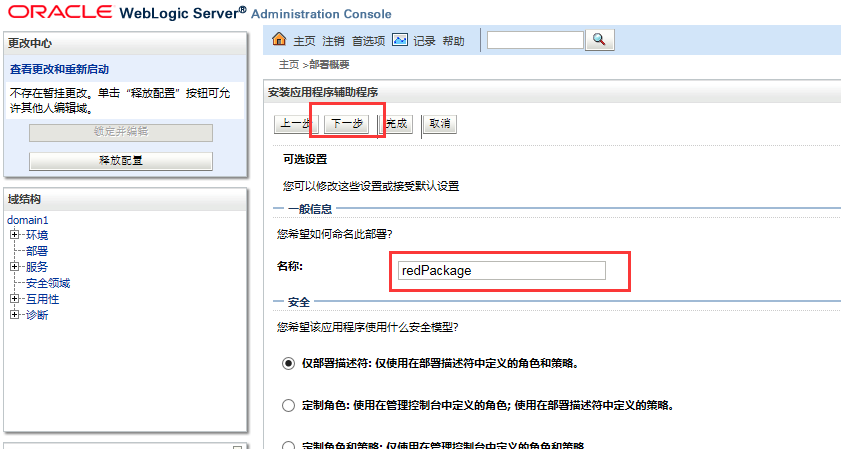 ORACLE WebLogic Server® Administration Console
更改中心
查看更改和重新启动
不存在暂挂更改。单击“释放配置”按钮可允
许其他人编辑域。
锁定并编辑
释放配置
域结构
domain1
环境
部署
服务
安全领域
互用性
诊断
主页 注销 首选项 记录 帮助
主页 >部署概要
安装应用程序辅助程序
上一步 下一步 完成 取消
可选设置
您可以修改这些设置或接受默认设置
一般信息
您希望如何命名此部署?
名称: redPackage
安全
您希望该应用程序使用什么安全模型?
仅部署描述符: 仅使用在部署描述符中定义的角色和策略。
定制角色: 使用在管理控制台中定义的角色; 使用在部署描述符中定义的策略。
定制角色和策略: 仅使用在管理控制台中定义的角色和策略